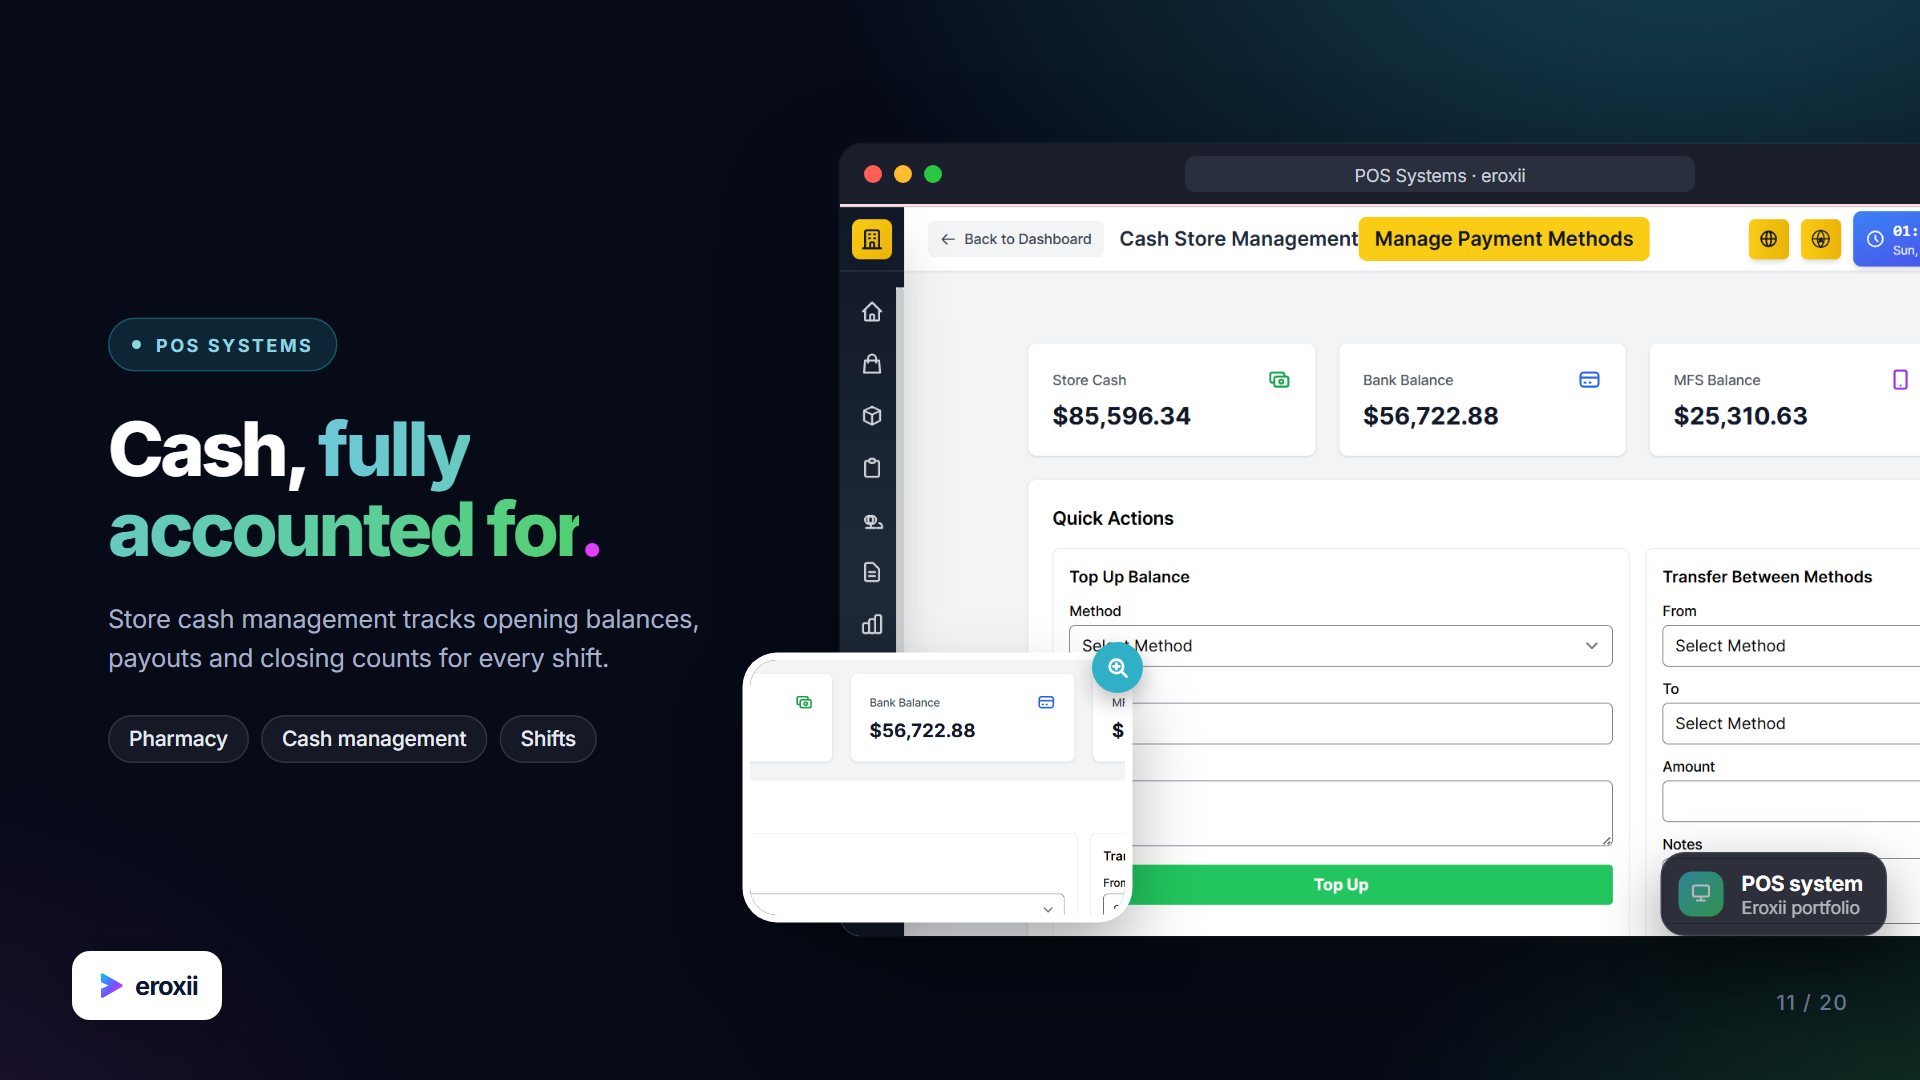 POS SYSTEMS
Cash, fully
accounted for.
Store cash management tracks opening balances,
payouts and closing counts for every shift.
Pharmacy
Cash management
Shifts
eroxii
POS Systems · eroxii
Back to Dashboard
Cash Store Management
Manage Payment Methods
01:
Sun,
Store Cash
$85,596.34
Bank Balance
$56,722.88
MFS Balance
$25,310.63
Quick Actions
Top Up Balance
Method
Select Method
Top Up
Transfer Between Methods
From
Select Method
To
Select Method
Amount
Notes
Bank Balance
$56,722.88
$
From
POS system
Eroxii portfolio
11 / 20